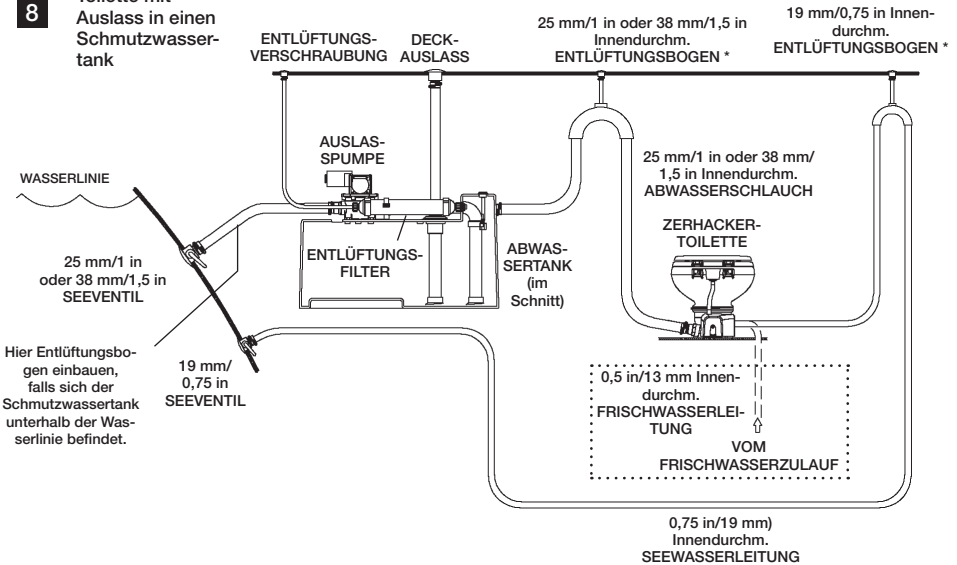 8
Toilette mit
Auslass in einen
Schmutzwasser-
tank
ENTLÜFTUNGS-
VERSCHRAUBUNG
DECK-
AUSLASS
25 mm/1 in oder 38 mm/1,5 in
Innendurchm.
ENTLÜFTUNGSBOGEN *
19 mm/0,75 in Innen-
durchm.
ENTLÜFTUNGSBOGEN *
AUSLAS-
SPUMPE
WASSERLINIE
25 mm/1 in oder 38 mm/
1,5 in Innendurchm.
ABWASSERSCHLAUCH
ZERHACKER-
TOILETTE
ENTLÜFTUNGS-
FILTER
ABWAS-
SERTANK
(im
Schnitt)
25 mm/1 in
oder 38 mm/1,5 in
SEEVENTIL
Hier Entlüftungsbo-
gen einbauen,
falls sich der
Schmutzwassertank
unterhalb der Was-
serlinie befindet.
19 mm/
0,75 in
SEEVENTIL
0,5 in/13 mm Innen-
durchm.
FRISCHWASSERLEI-
TUNG
VOM
FRISCHWASSERZULAUF
0,75 in/19 mm)
Innendurchm.
SEEWASSERLEITUNG